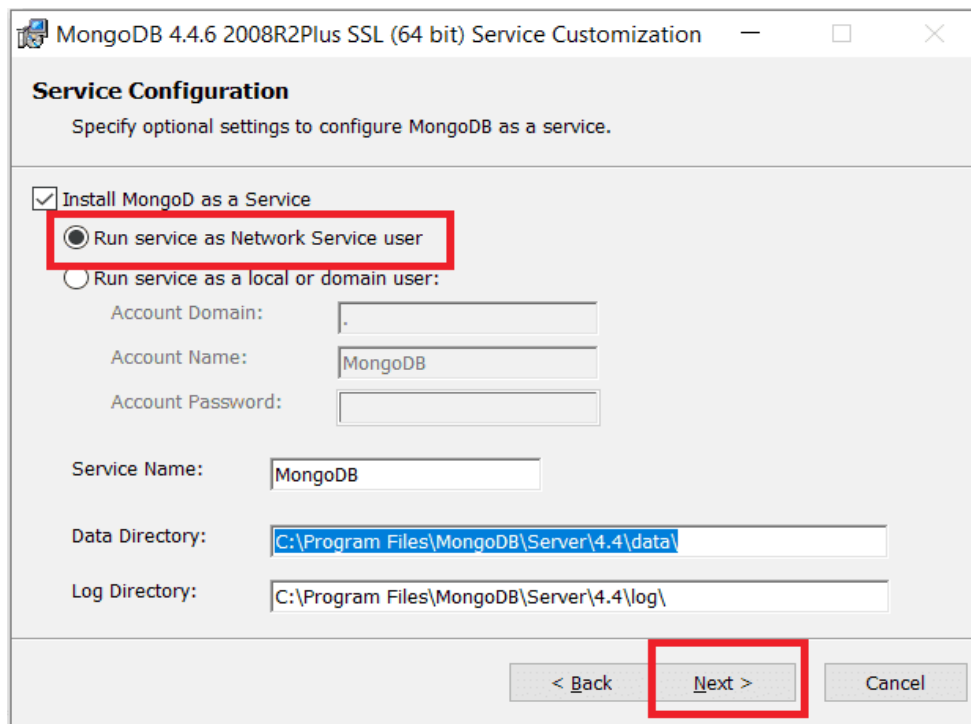 MongoDB 4.4.6 2008R2Plus SSL (64 bit) Service Customization
Service Configuration
Specify optional settings to configure MongoDB as a service.
Install MongoD as a Service
Run service as Network Service user
Run service as a local or domain user:
Account Domain: .
Account Name: MongoDB
Account Password:
Service Name: MongoDB
Data Directory: C:\Program Files\MongoDB\Server\4.4\data\
Log Directory: C:\Program Files\MongoDB\Server\4.4\log\
< Back Next > Cancel